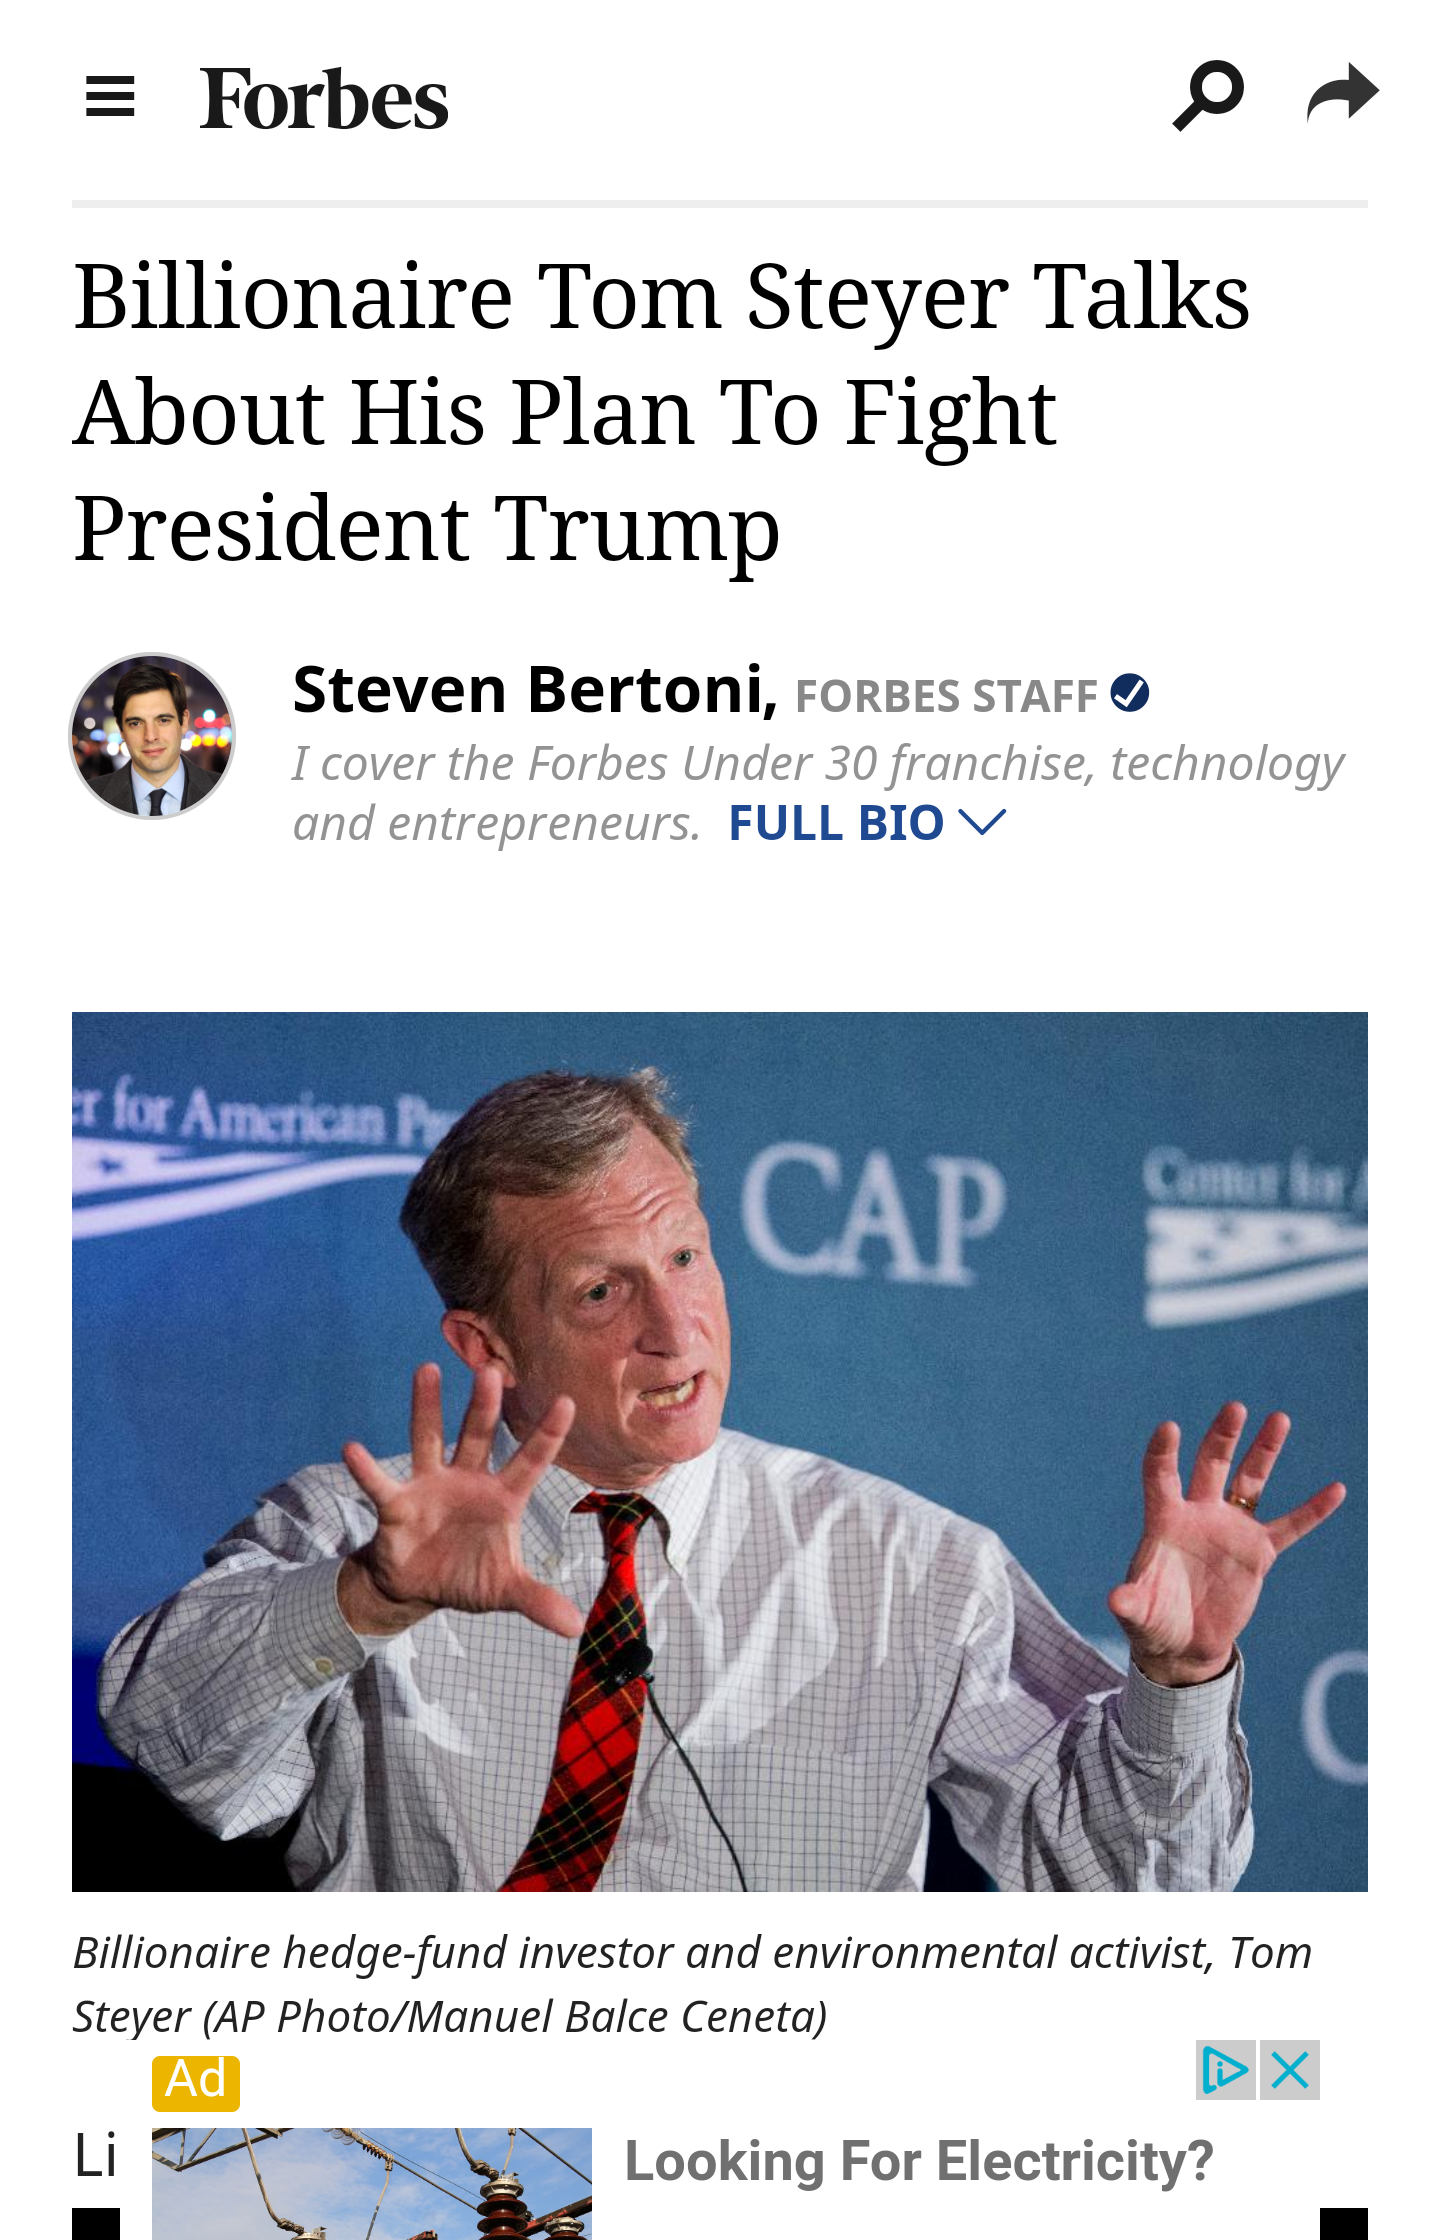 Forbes
Billionaire Tom Steyer Talks
About His Plan To Fight
President Trump
Steven Bertoni, FORBES STAFF
I cover the Forbes Under 30 franchise, technology
and entrepreneurs. FULL BIO
er for American Pr
CAP
Center for A
C
Billionaire hedge-fund investor and environmental activist, Tom
Steyer (AP Photo/Manuel Balce Ceneta)
Ad
Li
Looking For Electricity?